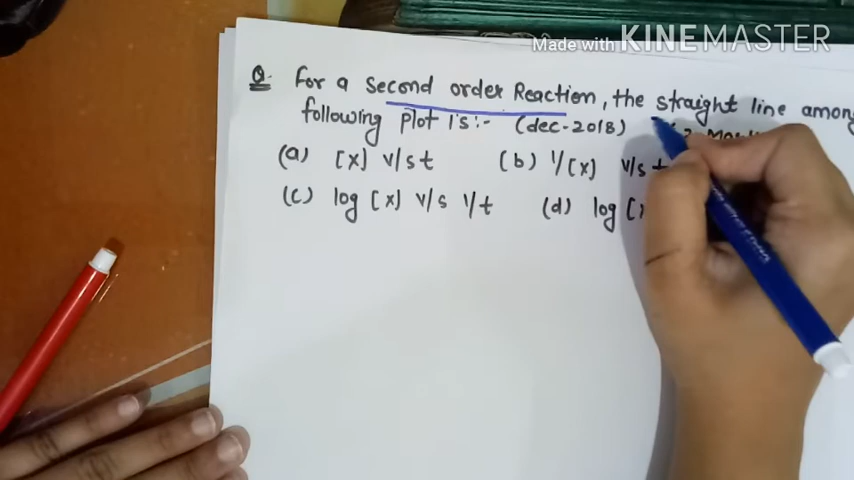 Made with KINEMASTER
Q. For a second order Reaction, the straight line among
following plot is:- (dec-2018)
(a) [x] v/s t (b) 1/[x] v/s t
(c) log [x] v/s 1/t (d) log [x